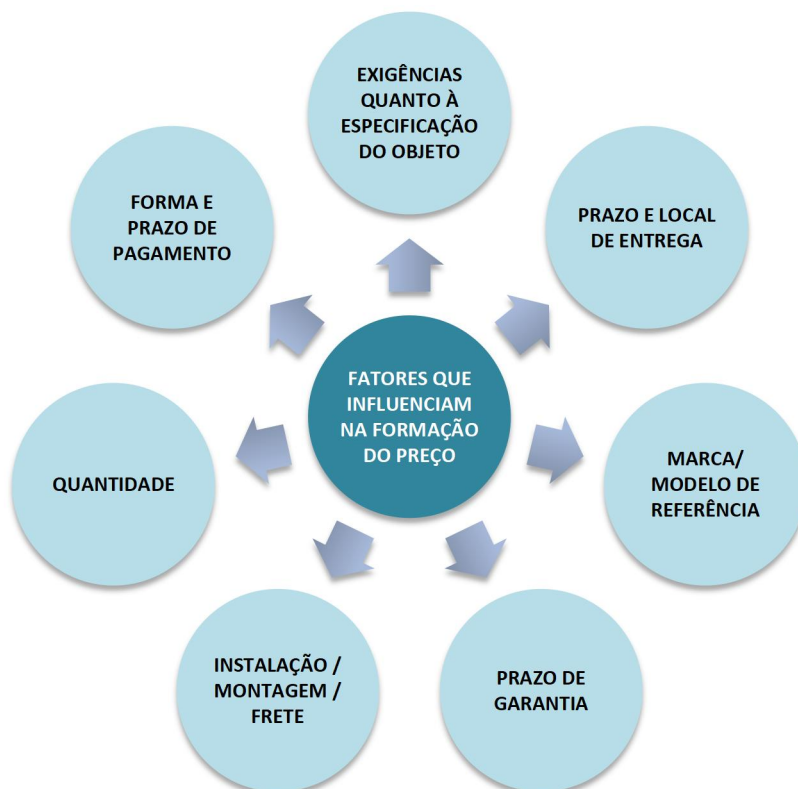 EXIGÊNCIAS
QUANTO À
ESPECIFICAÇÃO
DO OBJETO
FORMA E
PRAZO DE
PAGAMENTO
PRAZO E LOCAL
DE ENTREGA
FATORES QUE
INFLUENCIAM
NA FORMAÇÃO
DO PREÇO
QUANTIDADE
MARCA/
MODELO DE
REFERÊNCIA
INSTALAÇÃO /
MONTAGEM /
FRETE
PRAZO DE
GARANTIA